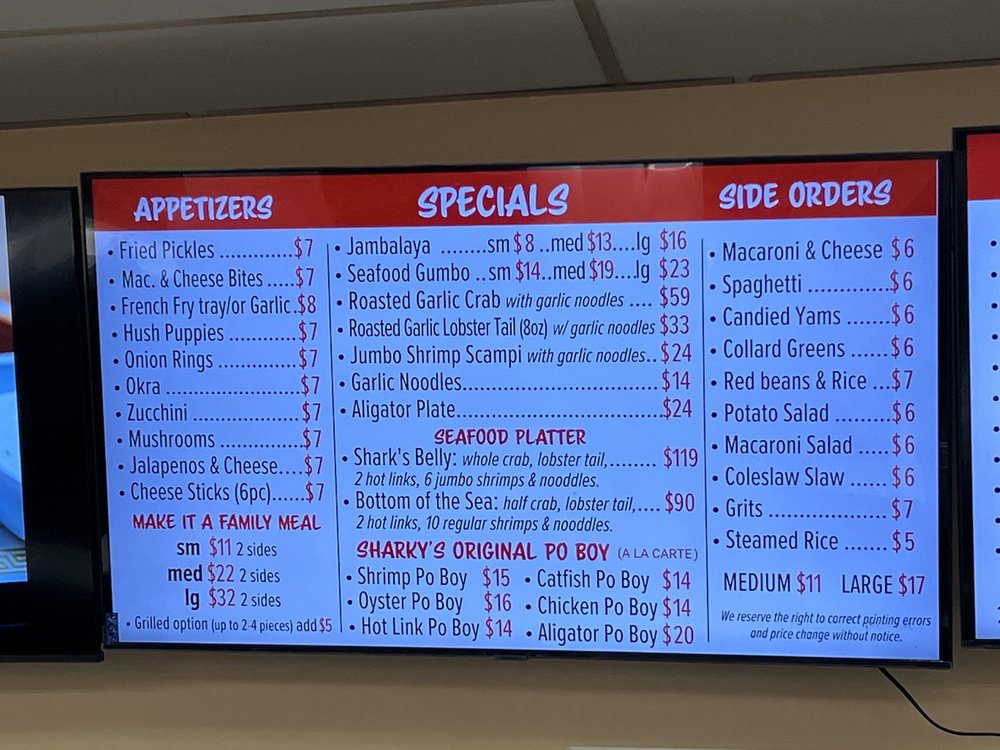 APPETIZERS
• Fried Pickles ..............$7
• Mac. & Cheese Bites .....$7
• French Fry tray/or Garlic.$8
• Hush Puppies ............$7
• Onion Rings ...............$7
• Okra ........................$7
• Zucchini ...................$7
• Mushrooms ...............$7
• Jalapenos & Cheese....$7
• Cheese Sticks (6pc)......$7
MAKE IT A FAMILY MEAL
sm $11 2 sides
med $22 2 sides
lg $32 2 sides
• Grilled option (up to 2-4 pieces) add $5
SPECIALS
• Jambalaya ........sm $8 ..med $13....lg $16
• Seafood Gumbo ..sm $14..med $19....lg $23
• Roasted Garlic Crab with garlic noodles .... $59
• Roasted Garlic Lobster Tail (8oz) w/ garlic noodles $33
• Jumbo Shrimp Scampi with garlic noodles.. $24
• Garlic Noodles...................................... $14
• Aligator Plate.......................................$24
SEAFOOD PLATTER
• Shark's Belly: whole crab, lobster tail,........ $119
2 hot links, 6 jumbo shrimps & nooddles.
• Bottom of the Sea: half crab, lobster tail,.... $90
2 hot links, 10 regular shrimps & nooddles.
SHARKY'S ORIGINAL PO BOY (A LA CARTE)
• Shrimp Po Boy $15 • Catfish Po Boy $14
• Oyster Po Boy $16 • Chicken Po Boy $14
• Hot Link Po Boy $14 • Aligator Po Boy $20
SIDE ORDERS
• Macaroni & Cheese $6
• Spaghetti .............$6
• Candied Yams .......$6
• Collard Greens ......$6
• Red beans & Rice ...$7
• Potato Salad .........$6
• Macaroni Salad .....$6
• Coleslaw Slaw ......$6
• Grits ...................$7
• Steamed Rice ....... $5
MEDIUM $11 LARGE $17
We reserve the right to correct printing errors
and price change without notice.